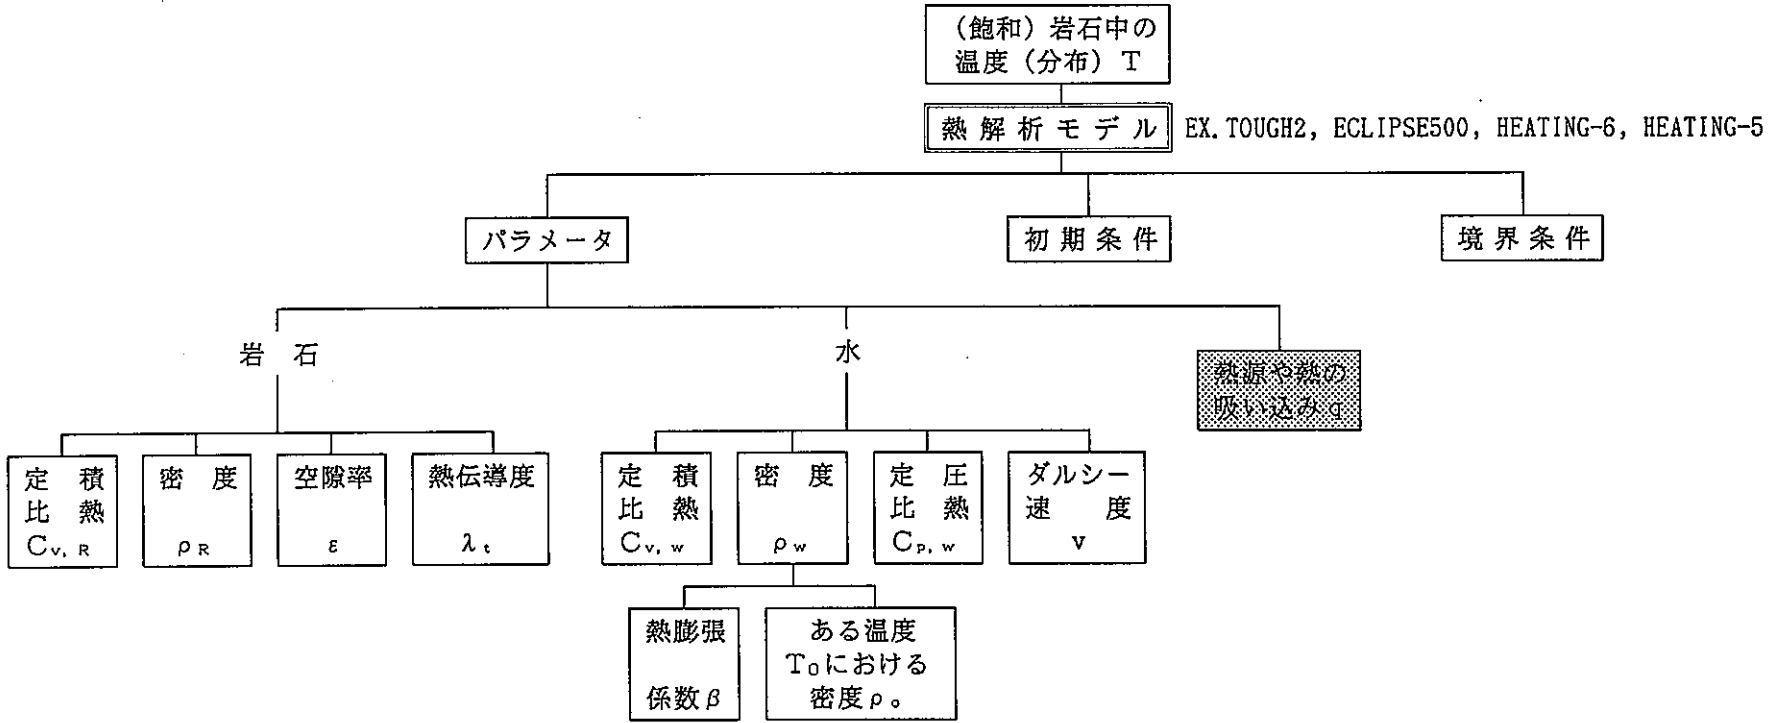 (飽和)岩石中の
温度(分布)T
熱解析モデル
EX.TOUGH2, ECLIPSE500, HEATING-6, HEATING-5
パラメータ
初期条件
境界条件
岩 石
水
熱源や熱の
吸い込みq
定 積
比 熱
Cv,R
密 度
ρR
空隙率
ε
熱伝導度
λt
定 積
比 熱
Cv,w
密 度
ρw
定 圧
比 熱
Cp,w
ダルシー
速 度
v
熱膨張
係数β
ある温度
T0における
密度ρ0